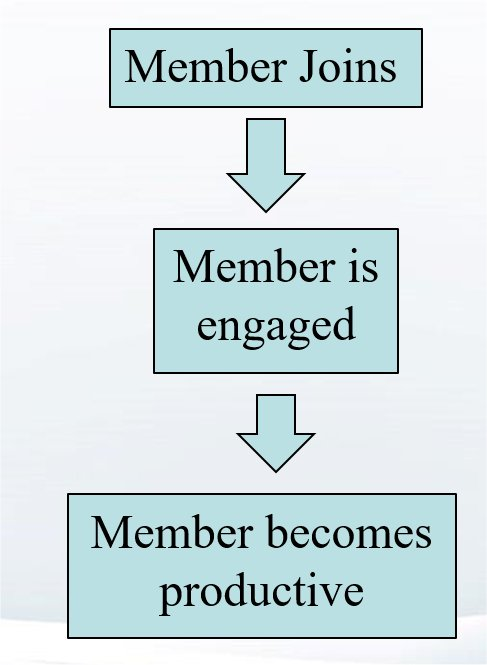 Member Joins
Member is
engaged
Member becomes
productive